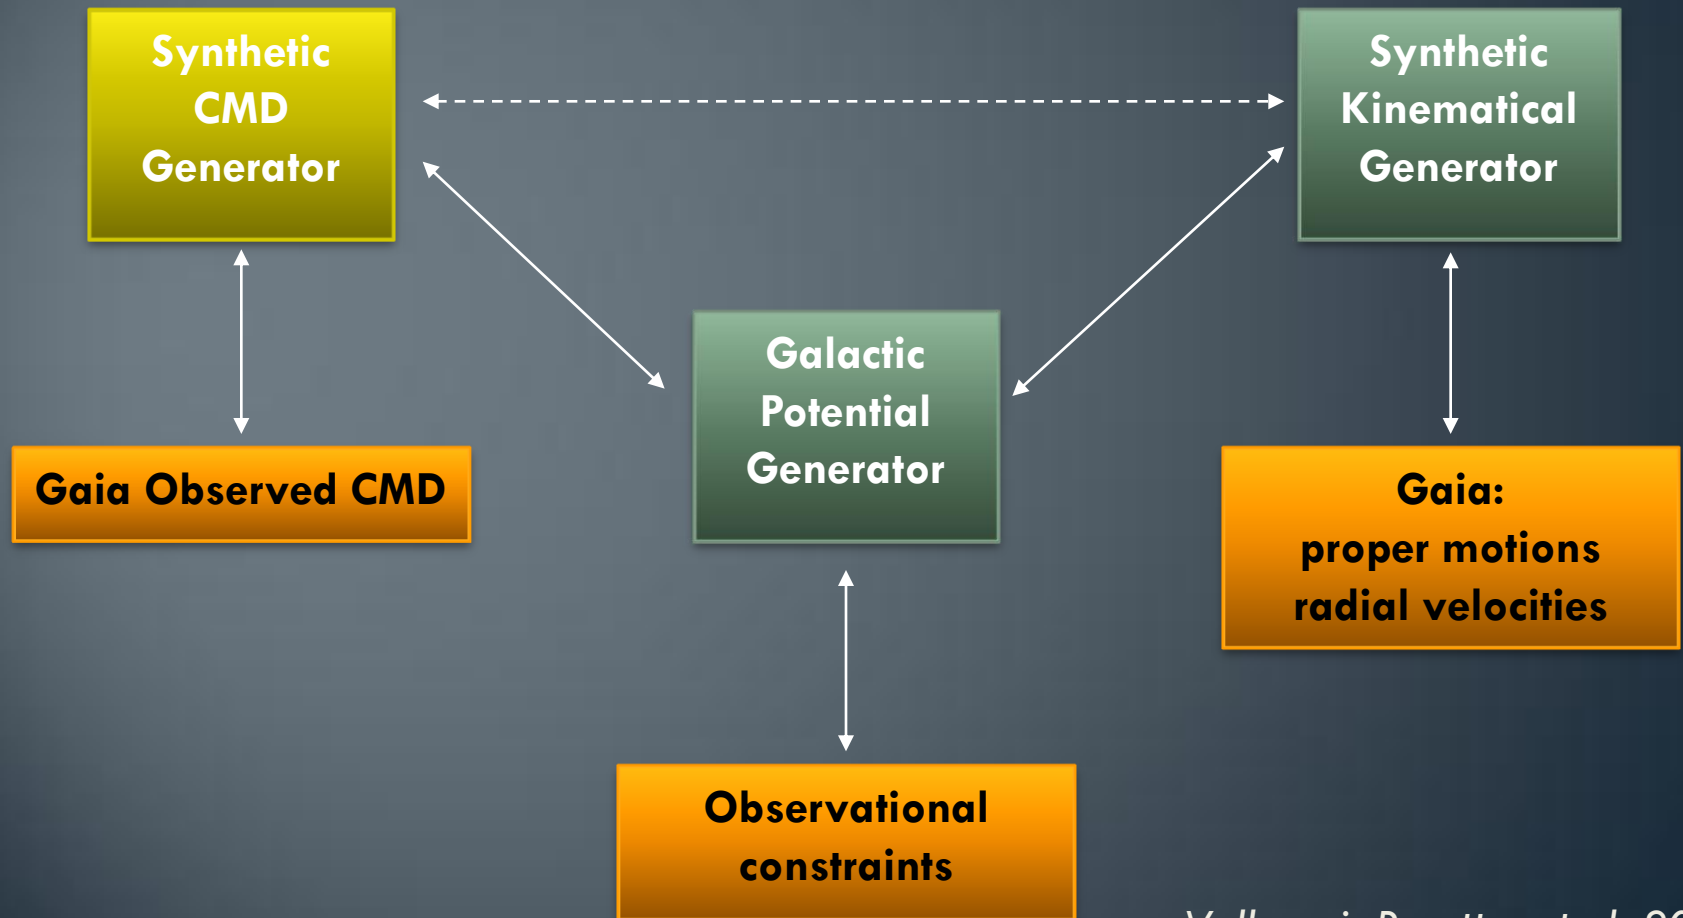 Synthetic
CMD
Generator
Synthetic
Kinematical
Generator
Galactic
Potential
Generator
Gaia Observed CMD
Gaia:
proper motions
radial velocities
Observational
constraints